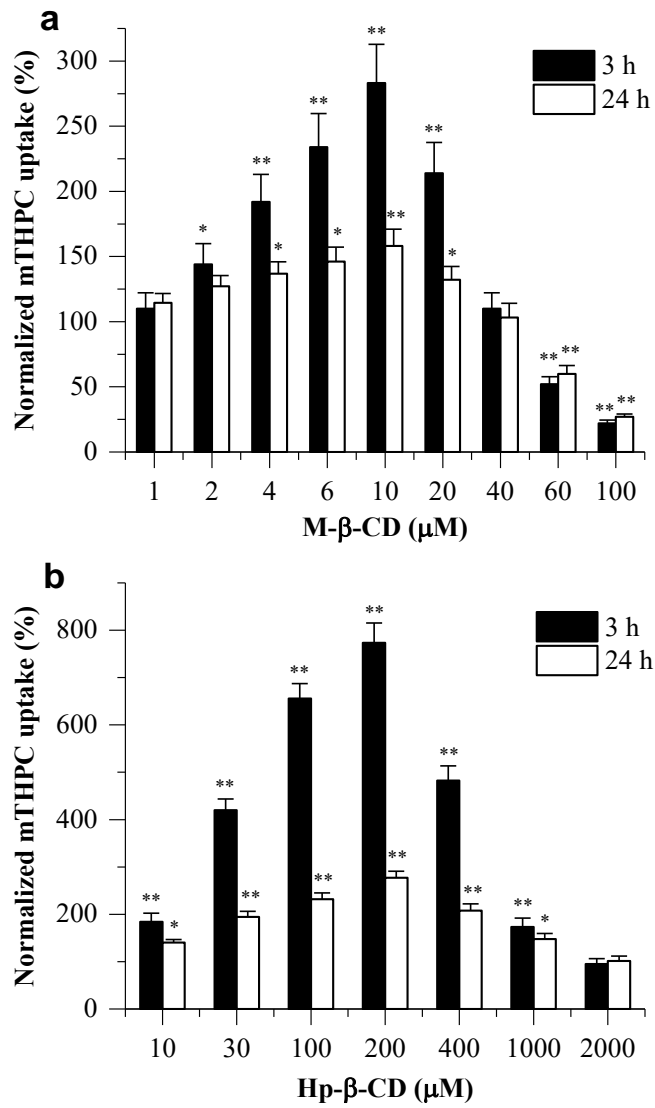 a
Normalized mTHPC uptake (%)
300
250
200
150
100
50
0
** ** ** ** ** * * * ** * ** ** ** **
3 h
24 h
1 2 4 6 10 20 40 60 100
M-β-CD (μM)
b
Normalized mTHPC uptake (%)
800
600
400
200
0
** * ** ** ** ** ** ** ** ** ** *
3 h
24 h
10 30 100 200 400 1000 2000
Hp-β-CD (μM)